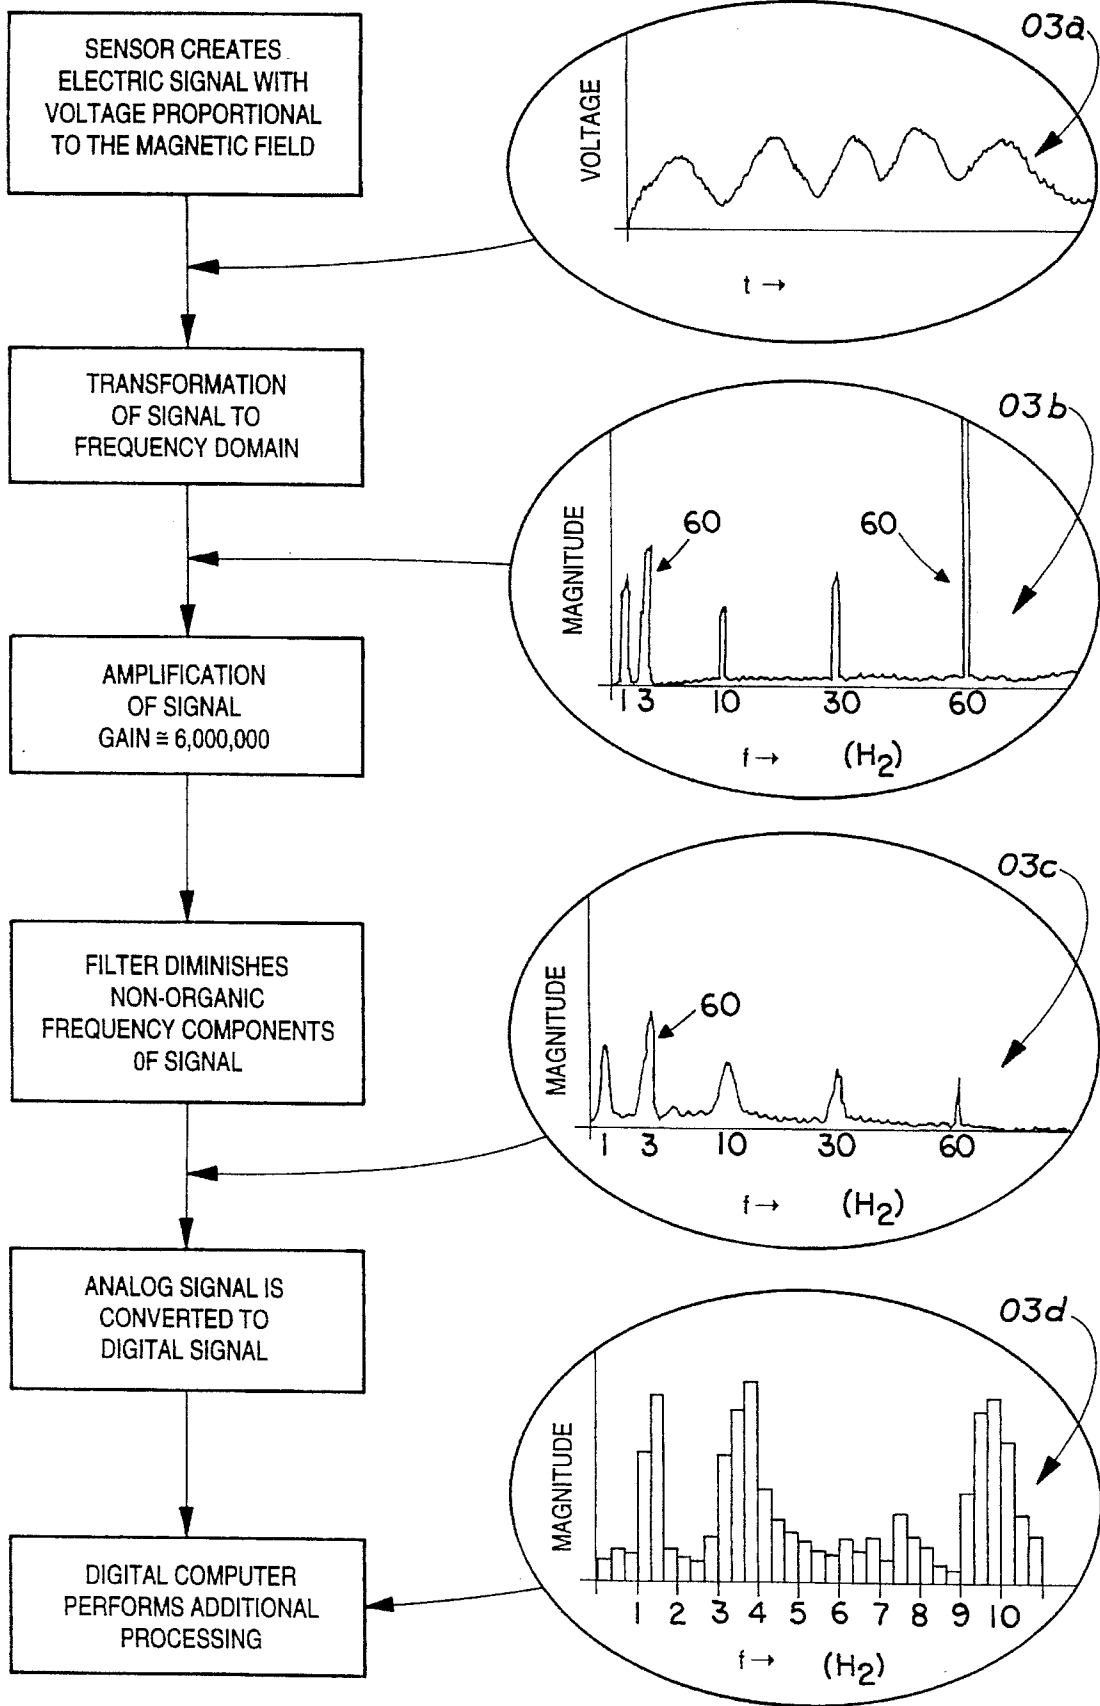 SENSOR CREATES
ELECTRIC SIGNAL WITH
VOLTAGE PROPORTIONAL
TO THE MAGNETIC FIELD
03a
VOLTAGE
t →
TRANSFORMATION
OF SIGNAL TO
FREQUENCY DOMAIN
03b
MAGNITUDE
60
60
1 3 10 30 60
f → (H2)
AMPLIFICATION
OF SIGNAL
GAIN ≅ 6,000,000
03c
MAGNITUDE
60
1 3 10 30 60
f → (H2)
FILTER DIMINISHES
NON-ORGANIC
FREQUENCY COMPONENTS
OF SIGNAL
ANALOG SIGNAL IS
CONVERTED TO
DIGITAL SIGNAL
03d
MAGNITUDE
1 2 3 4 5 6 7 8 9 10
f → (H2)
DIGITAL COMPUTER
PERFORMS ADDITIONAL
PROCESSING